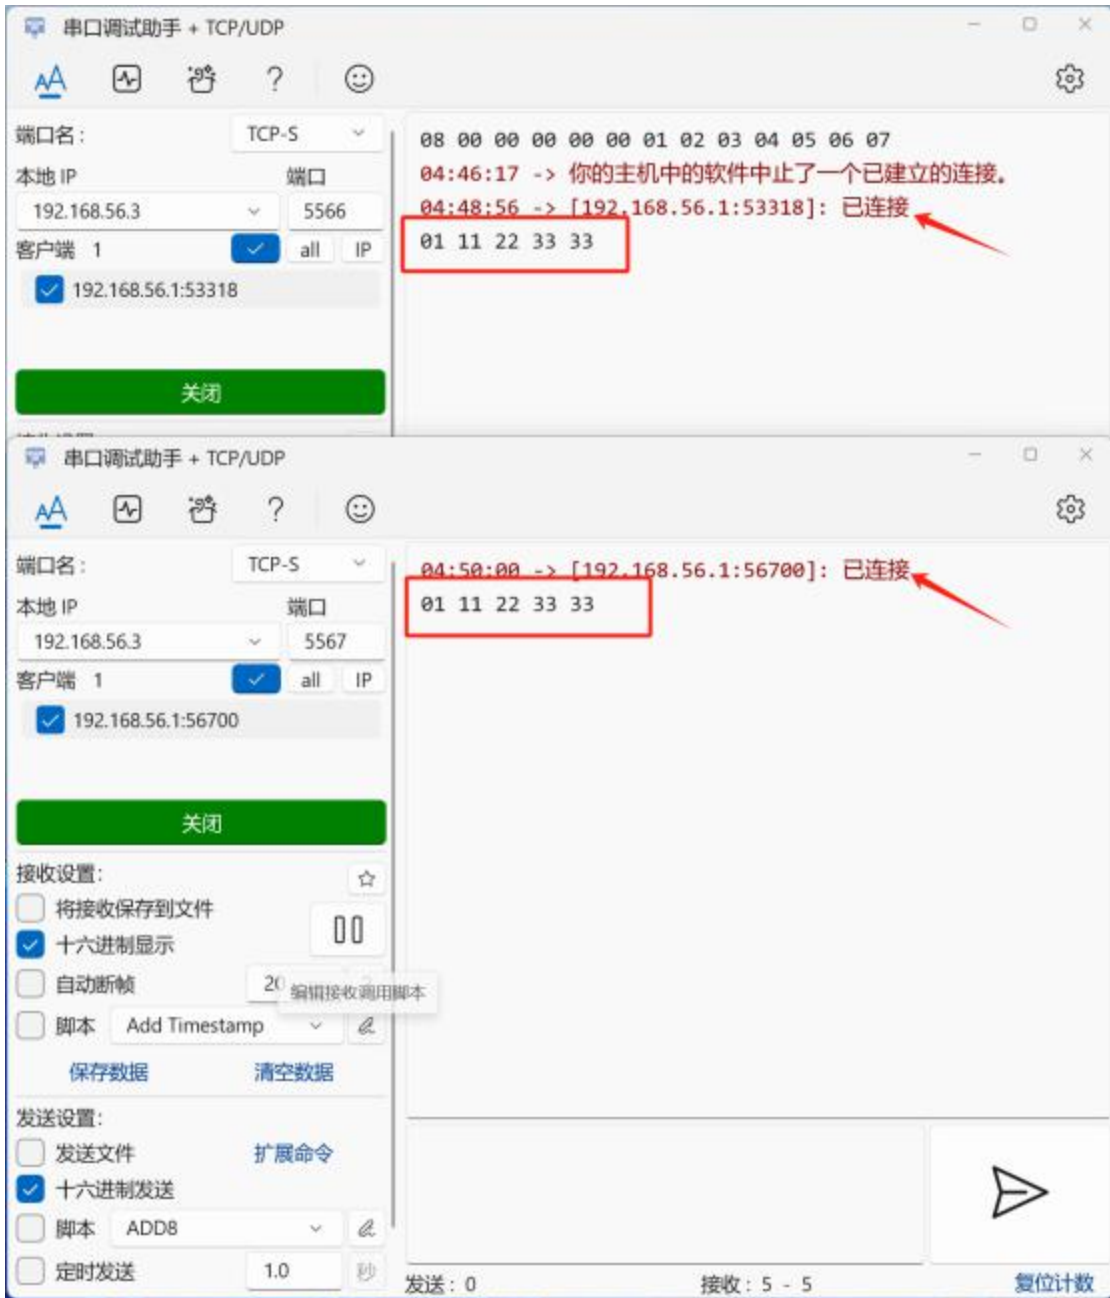 串口调试助手 + TCP/UDP
?
端口名: TCP-S
本地 IP 端口
192.168.56.3 5566
客户端 1 all IP
192.168.56.1:53318
关闭
08 00 00 00 00 00 01 02 03 04 05 06 07
04:46:17 -> 你的主机中的软件中止了一个已建立的连接。
04:48:56 -> [192.168.56.1:53318]: 已连接
01 11 22 33 33
串口调试助手 + TCP/UDP
?
端口名: TCP-S
本地 IP 端口
192.168.56.3 5567
客户端 1 all IP
192.168.56.1:56700
关闭
接收设置:
将接收保存到文件
十六进制显示
自动断帧 20
编辑接收调用脚本
脚本 Add Timestamp
保存数据 清空数据
发送设置:
发送文件 扩展命令
十六进制发送
脚本 ADD8
定时发送 1.0 秒
04:50:00 -> [192.168.56.1:56700]: 已连接
01 11 22 33 33
发送: 0 接收: 5 - 5 复位计数